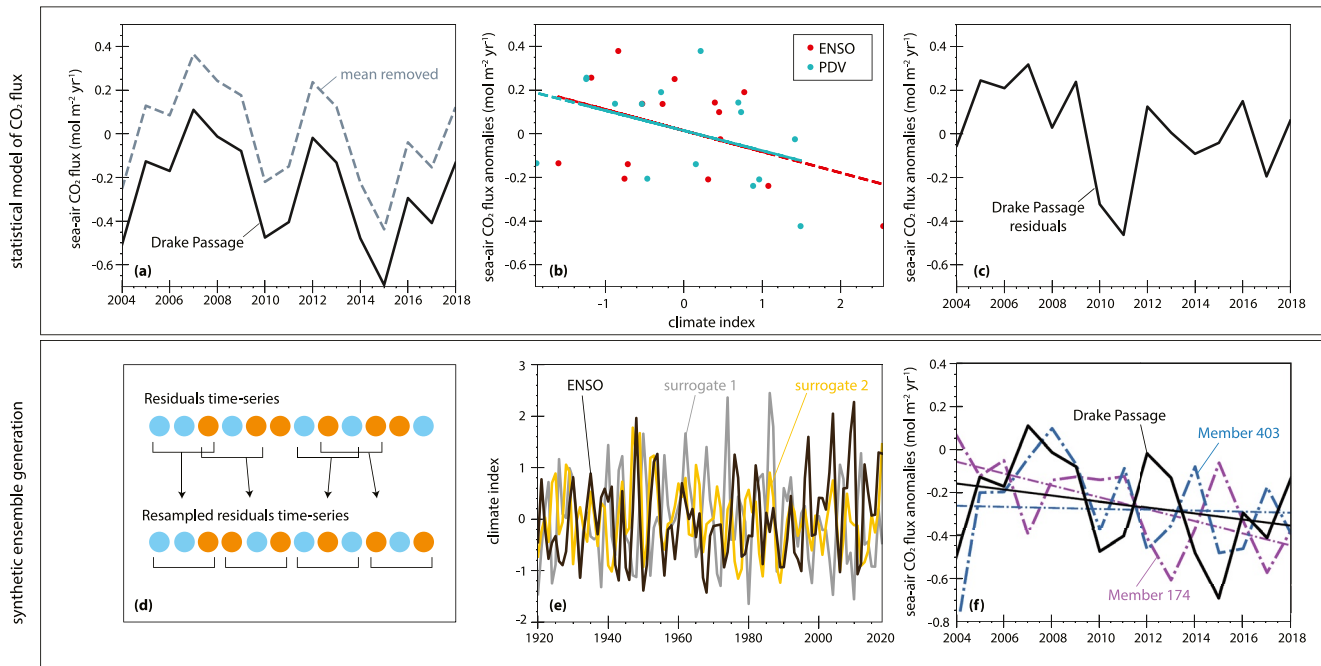 statistical model of CO₂ flux
sea-air CO₂ flux (mol m⁻² yr⁻¹)
0.4
0.2
0
-0.2
-0.4
-0.6
mean removed
Drake Passage
(a)
2004 2006 2008 2010 2012 2014 2016 2018
sea-air CO₂ flux anomalies (mol m⁻² yr⁻¹)
0.4
0.2
0
-0.2
-0.4
-0.6
ENSO
PDV
(b)
-1 0 1 2
climate index
sea-air CO₂ flux anomalies (mol m⁻² yr⁻¹)
0.4
0.2
0
-0.2
-0.4
-0.6
Drake Passage
residuals
(c)
2004 2006 2008 2010 2012 2014 2016 2018
synthetic ensemble generation
Residuals time-series
Resampled residuals time-series
(d)
climate index
3
2
1
0
-1
-2
ENSO
surrogate 1
surrogate 2
(e)
1920 1940 1960 1980 2000 2020
sea-air CO₂ flux anomalies (mol m⁻² yr⁻¹)
0.4
0.2
0
-0.2
-0.4
-0.6
-0.8
Drake Passage
Member 403
Member 174
(f)
2004 2006 2008 2010 2012 2014 2016 2018